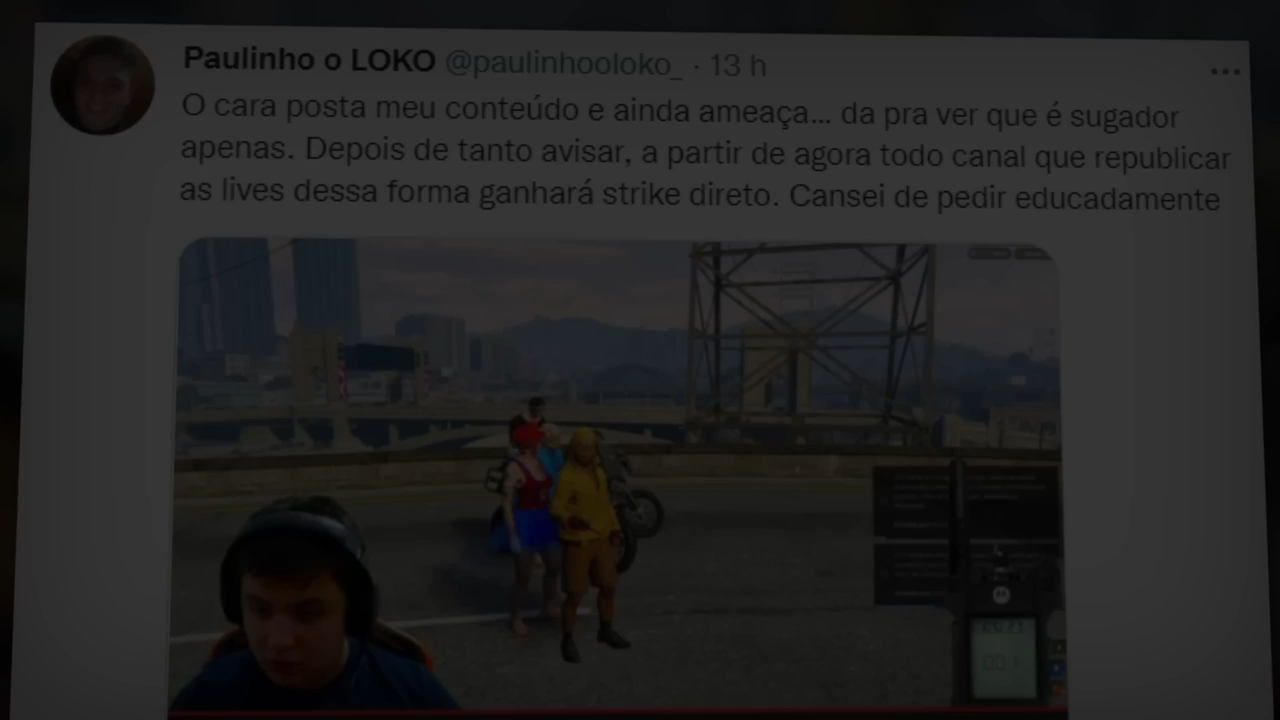 Paulinho o LOKO @paulinhooloko_ · 13 h
O cara posta meu conteúdo e ainda ameaça... da pra ver que é sugador
apenas. Depois de tanto avisar, a partir de agora todo canal que republicar
as lives dessa forma ganhará strike direto. Cansei de pedir educadamente